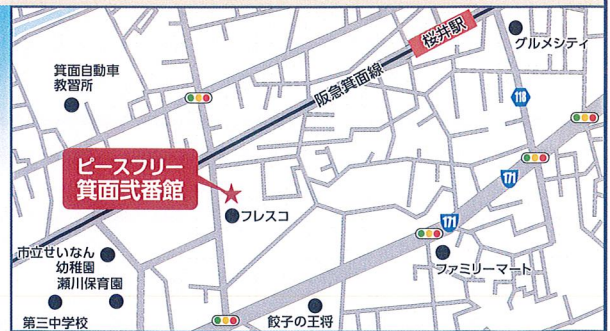 桜井駅
グルメシティ
箕面自動車
教習所
阪急箕面線
116
171
ピースフリー
箕面弐番館
フレスコ
171
市立せいなん
幼稚園
瀬川保育園
ファミリーマート
第三中学校
餃子の王将